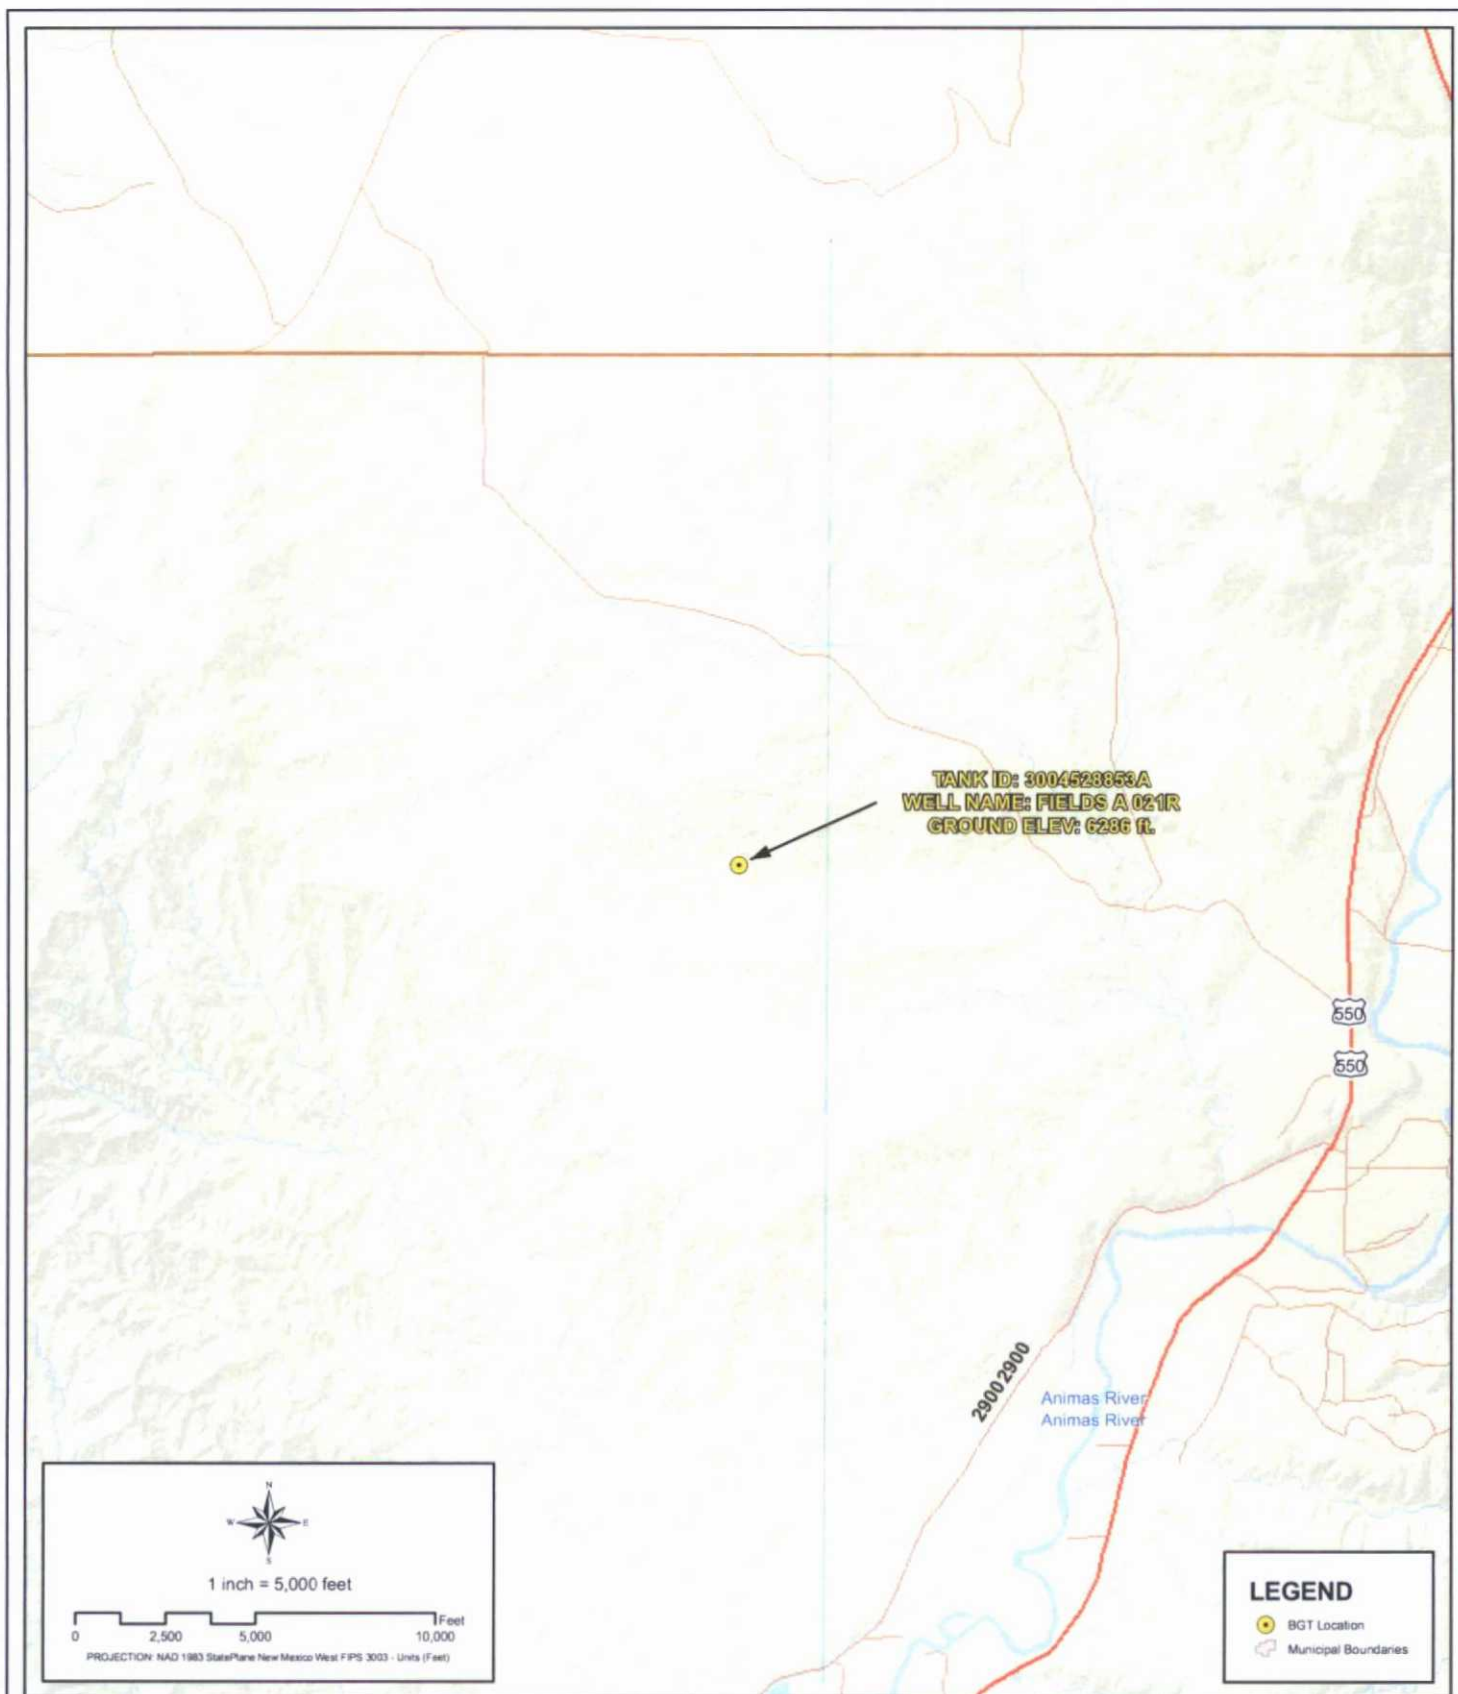 TANK ID: 3004528853A
WELL NAME: FIELDS A 021R
GROUND ELEV: 6286 ft.
550
550
2900 2900
Animas River
Animas River
N
W E
S
1 inch = 5,000 feet
Feet
0 2,500 5,000 10,000
PROJECTION: NAD 1983 StatePlane New Mexico West FIPS 3003 - Units (Feet)
LEGEND
BGT Location
Municipal Boundaries